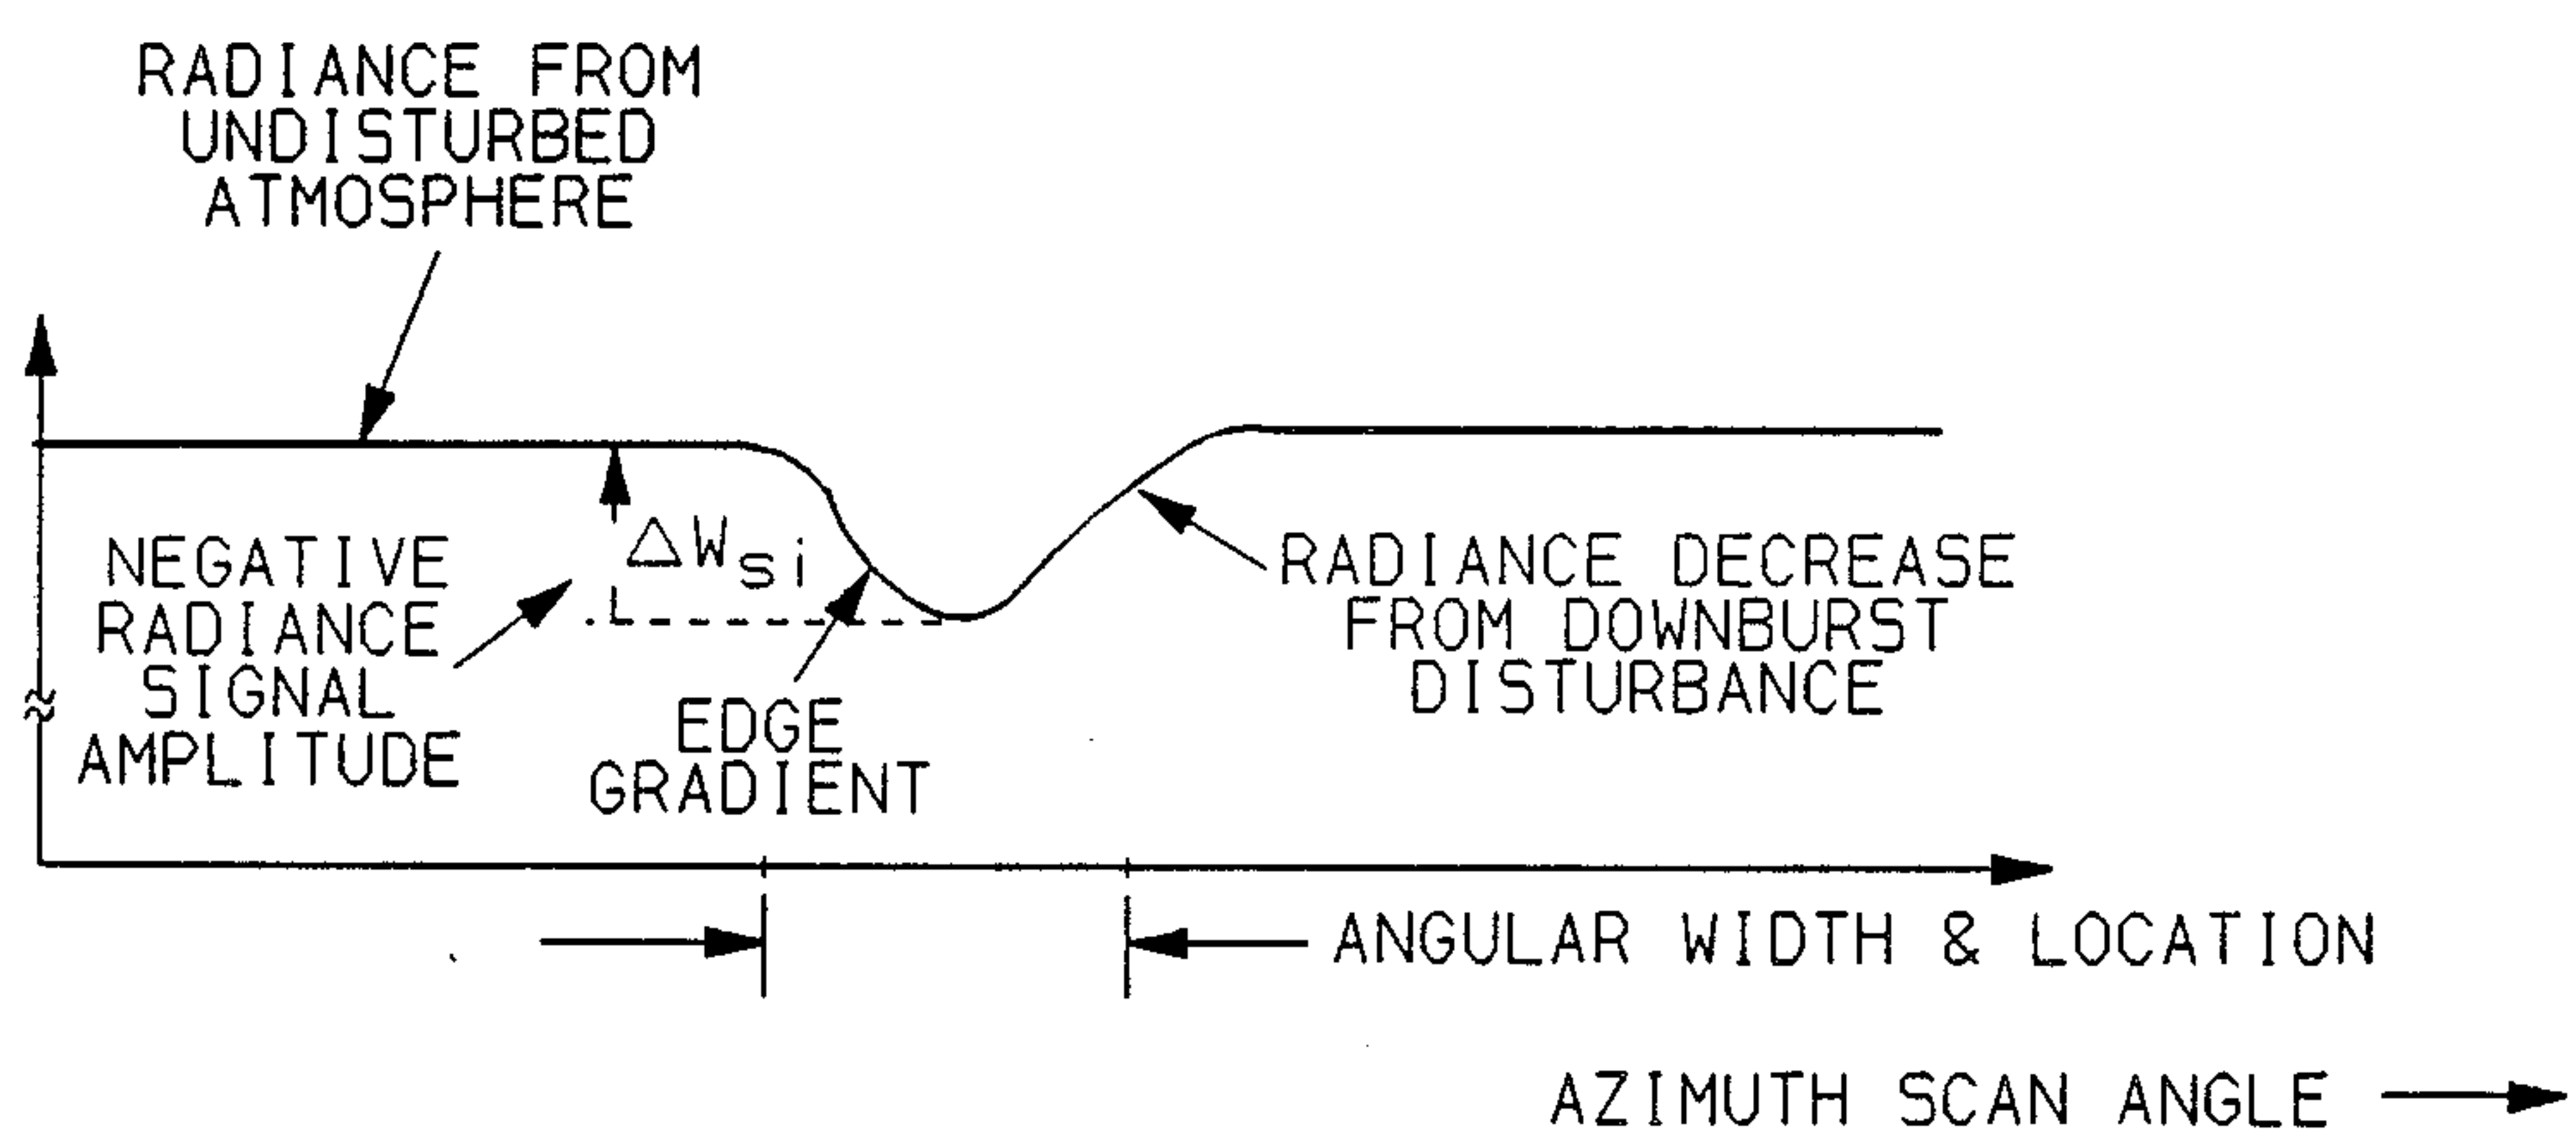 RADIANCE FROM
UNDISTURBED
ATMOSPHERE
ΔWsi
NEGATIVE
RADIANCE
SIGNAL
AMPLITUDE
EDGE
GRADIENT
RADIANCE DECREASE
FROM DOWNBURST
DISTURBANCE
ANGULAR WIDTH & LOCATION
AZIMUTH SCAN ANGLE